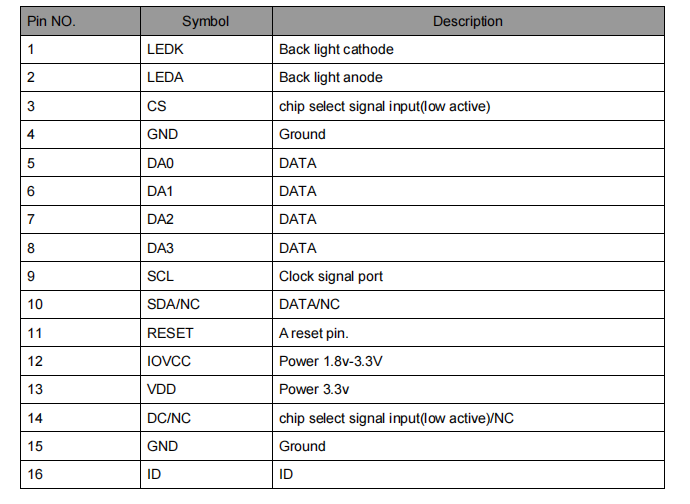 Pin NO. Symbol Description
1 LEDK Back light cathode
2 LEDA Back light anode
3 CS chip select signal input(low active)
4 GND Ground
5 DA0 DATA
6 DA1 DATA
7 DA2 DATA
8 DA3 DATA
9 SCL Clock signal port
10 SDA/NC DATA/NC
11 RESET A reset pin.
12 IOVCC Power 1.8v-3.3V
13 VDD Power 3.3v
14 DC/NC chip select signal input(low active)/NC
15 GND Ground
16 ID ID